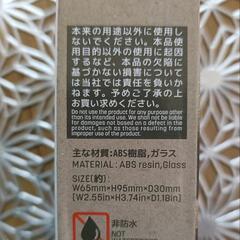 本来の用途以外に使用
しないでください。本品使
用目的以外の使用が原
因するなど、本品の欠陥に
基づかない損害につい
ては当社では責任を負
いかねます。予めご了承の上
お買い求めください。
Do not use the product for any purpose other
than its intended use. We shall not be liable
for damages not based on a defect in the
product, such as those resulting from
improper use of the product.
主な材質:ABS樹脂,ガラス
MATERIAL: ABS resin,Glass
SIZE(約):
W65mm×H95mm×D30mm
(W2.55in×H3.74in×D1.18in)
非防水
NOT